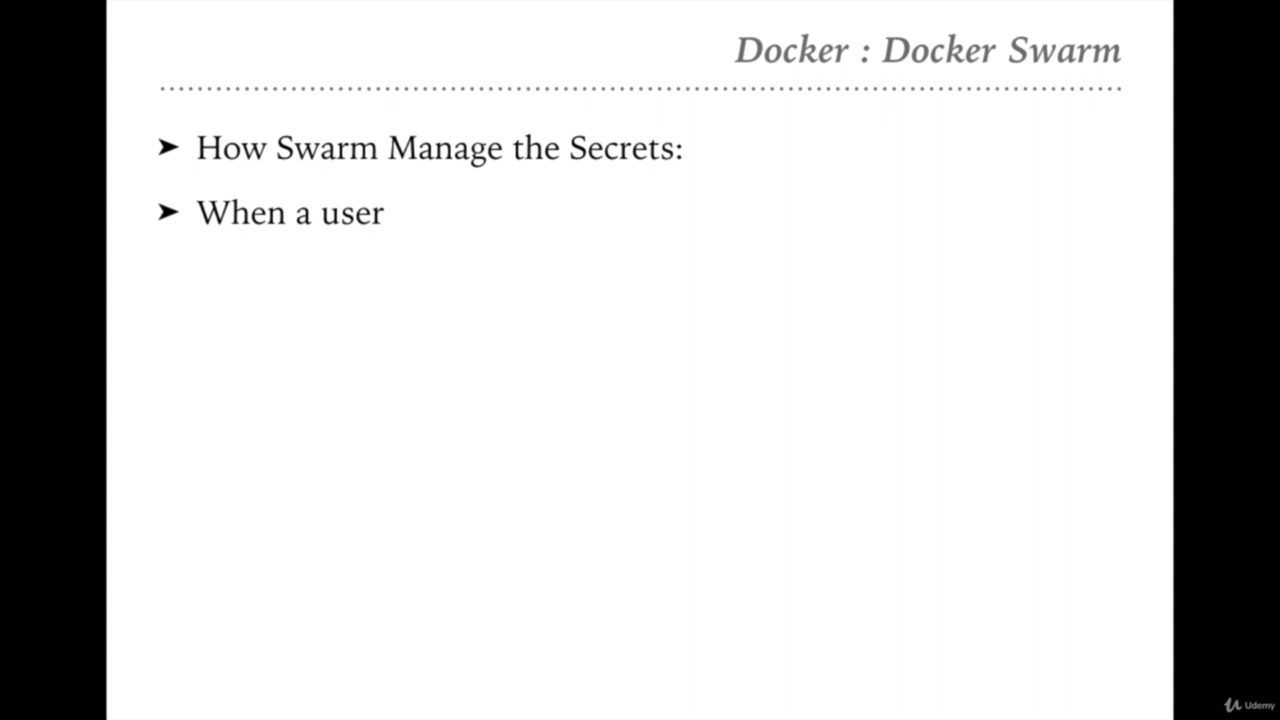 Docker : Docker Swarm
➤ How Swarm Manage the Secrets:
➤ When a user
Udemy